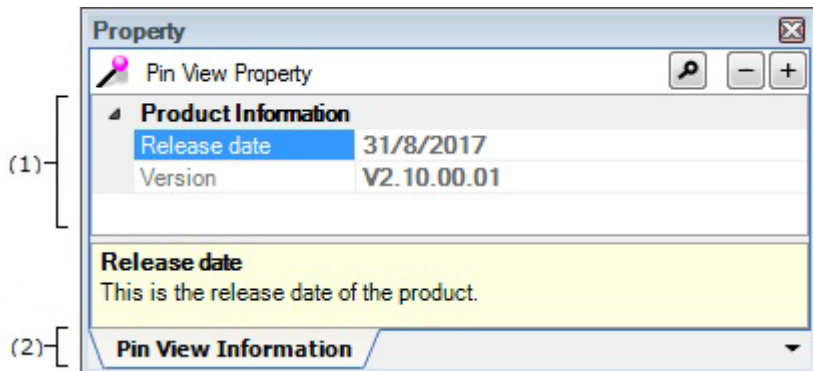 Property
Pin View Property
Product Information
Release date 31/8/2017
(1)
Version V2.10.00.01
Release date
This is the release date of the product.
(2)
Pin View Information